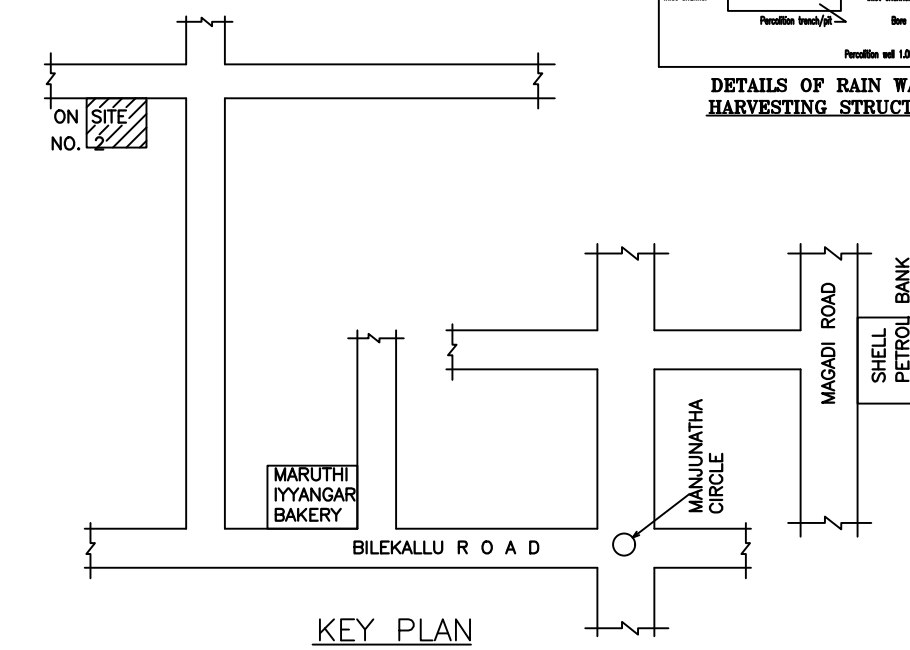 Percolition trench/pit
Bore
Percolition well 1.0
DETAILS OF RAIN WA
HARVESTING STRUCT
ON SITE
NO. 2
MAGADI ROAD
SHELL
PETROL BANK
MANJUNATHA
CIRCLE
MARUTHI
IYYANGAR
BAKERY
BILEKALLU R O A D
KEY PLAN